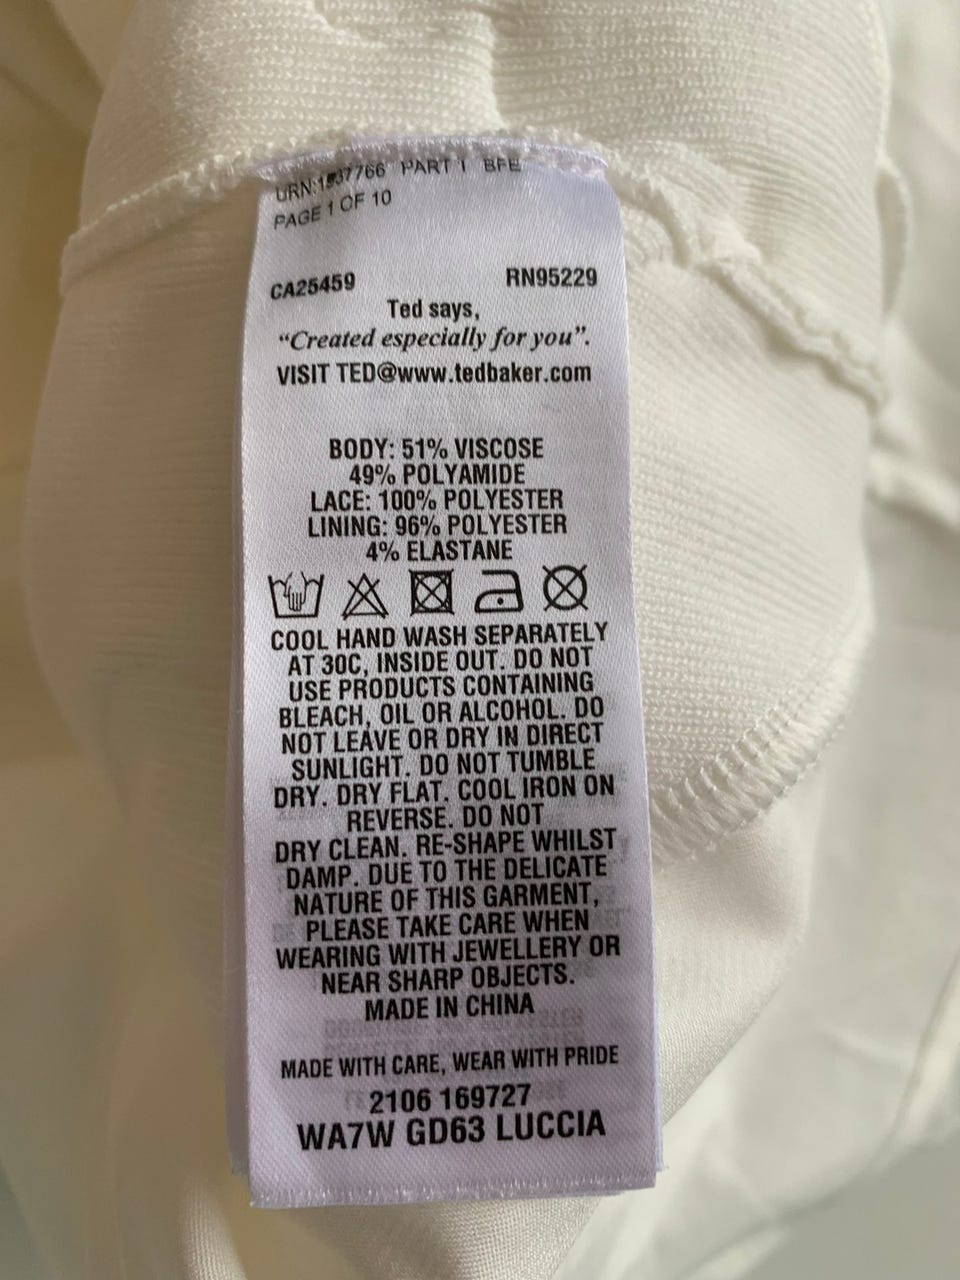 URN:1537766 PART 1 BFE
PAGE 1 OF 10
CA25459 RN95229
Ted says,
“Created especially for you”.
VISIT TED@www.tedbaker.com
BODY: 51% VISCOSE
49% POLYAMIDE
LACE: 100% POLYESTER
LINING: 96% POLYESTER
4% ELASTANE
COOL HAND WASH SEPARATELY
AT 30C, INSIDE OUT. DO NOT
USE PRODUCTS CONTAINING
BLEACH, OIL OR ALCOHOL. DO
NOT LEAVE OR DRY IN DIRECT
SUNLIGHT. DO NOT TUMBLE
DRY. DRY FLAT. COOL IRON ON
REVERSE. DO NOT
DRY CLEAN. RE-SHAPE WHILST
DAMP. DUE TO THE DELICATE
NATURE OF THIS GARMENT,
PLEASE TAKE CARE WHEN
WEARING WITH JEWELLERY OR
NEAR SHARP OBJECTS.
MADE IN CHINA
MADE WITH CARE, WEAR WITH PRIDE
2106 169727
WA7W GD63 LUCCIA